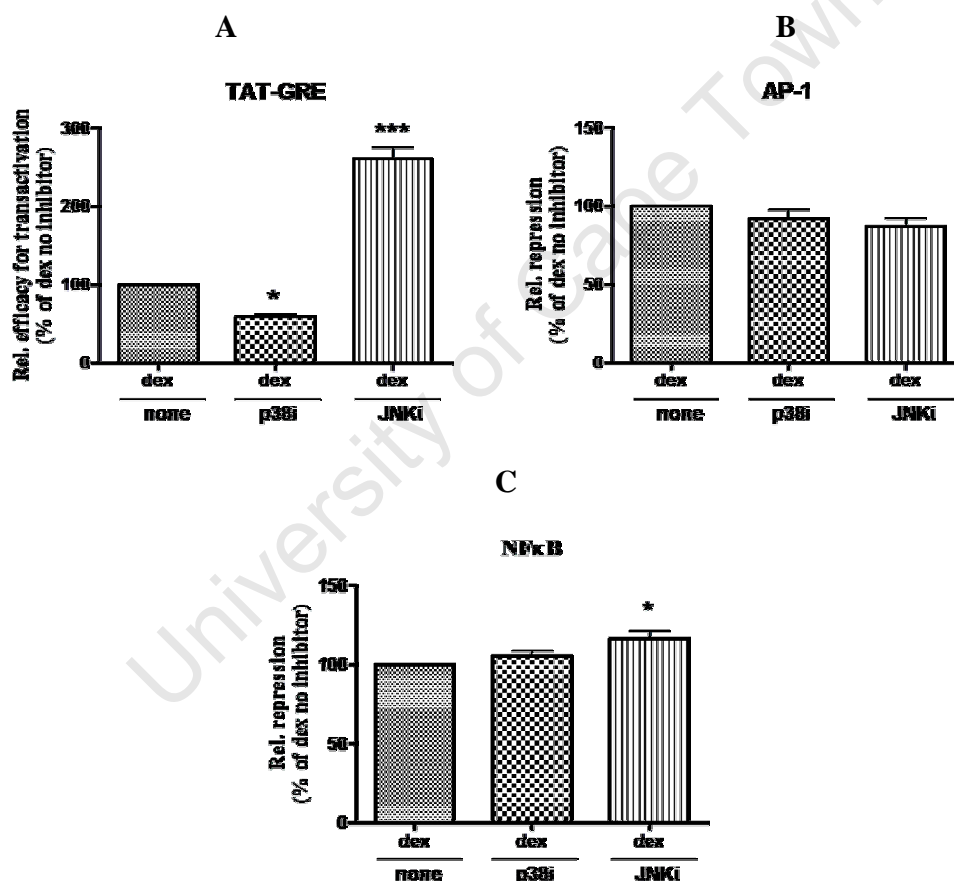 A
TAT-GRE
Rel. efficacy for transactivation
(% of dex no inhibitor)
300
200
100
0
*
***
dex dex dex
none p38i JNKi
B
AP-1
Rel. repression
(% of dex no inhibitor)
150
100
50
0
dex dex dex
none p38i JNKi
C
NFκB
Rel. repression
(% of dex no inhibitor)
150
100
50
0
*
dex dex dex
none p38i JNKi
University of Cape Town